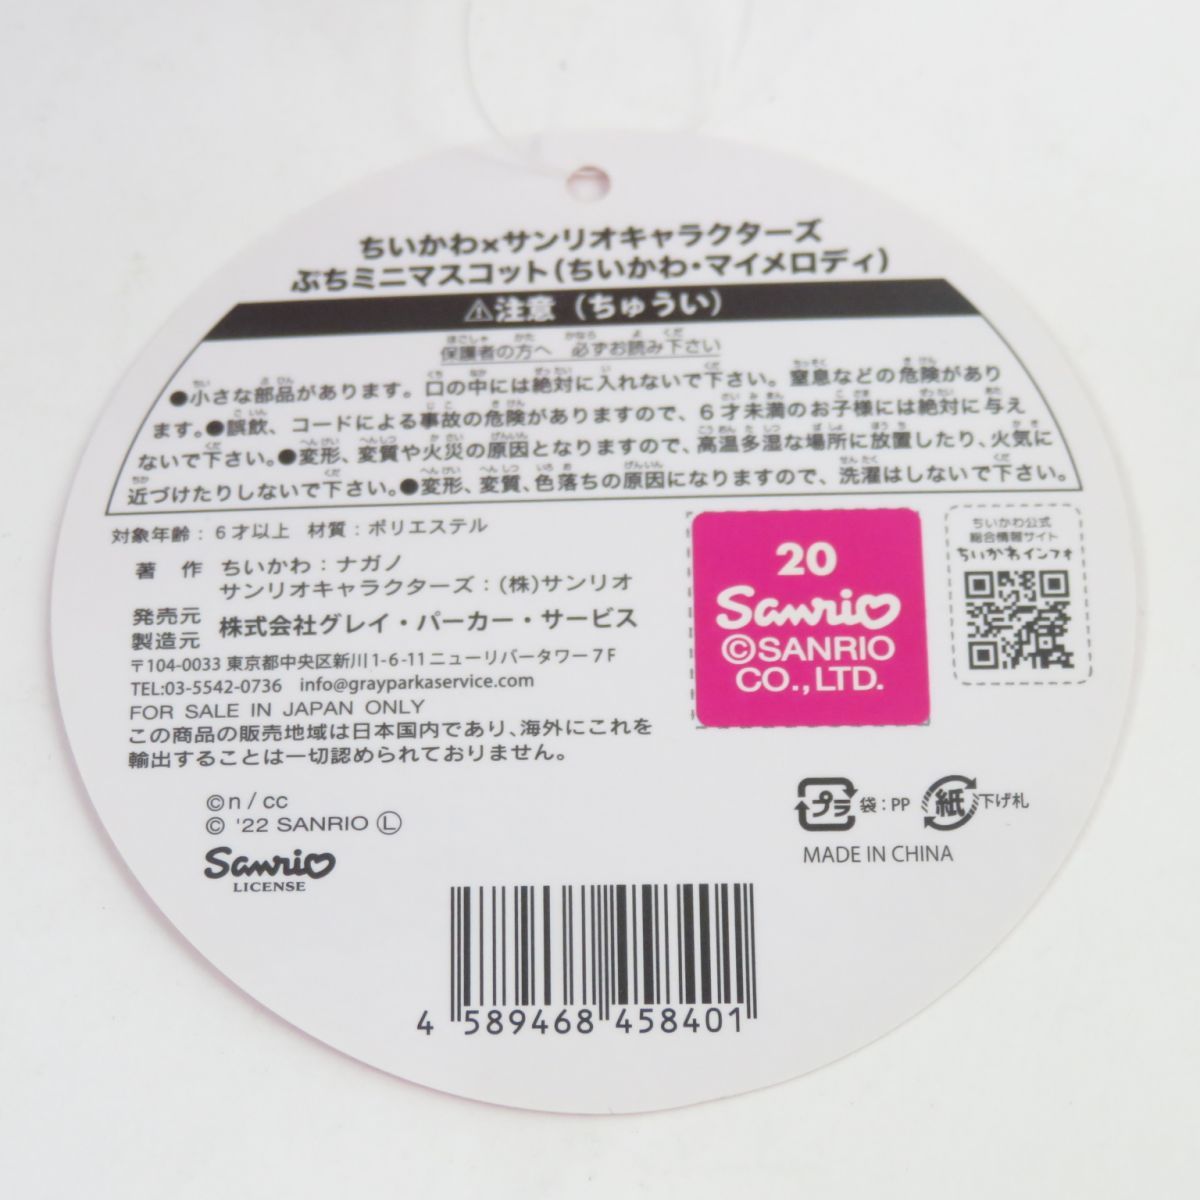 ちいかわ×サンリオキャラクターズ
ぷちミニマスコット(ちいかわ・マイメロディ)
⚠注意(ちゅうい)
保護者の方へ 必ずお読み下さい
●小さな部品があります。口の中には絶対に入れないで下さい。窒息などの危険があり
ます。●誤飲、コードによる事故の危険がありますので、6才未満のお子様には絶対に与え
ないで下さい。●変形、変質や火災の原因となりますので、高温多湿な場所に放置したり、火気に
近づけたりしないで下さい。●変形、変質、色落ちの原因になりますので、洗濯はしないで下さい。
対象年齢:6才以上 材質:ポリエステル
著 作 ちいかわ:ナガノ
サンリオキャラクターズ:(株)サンリオ
発売元
製造元 株式会社グレイ・パーカー・サービス
〒104-0033 東京都中央区新川1-6-11ニューリバータワー7F
TEL:03-5542-0736 info@grayparkaservice.com
FOR SALE IN JAPAN ONLY
この商品の販売地域は日本国内であり、海外にこれを
輸出することは一切認められておりません。
20
Sanrio
©SANRIO
CO.,LTD.
ちいかわ公式
総合情報サイト
ちいかわインフォ
©n / cc
© '22 SANRIO Ⓛ
Sanrio
LICENSE
プラ 袋:PP 紙 下げ札
MADE IN CHINA
4 589468 458401